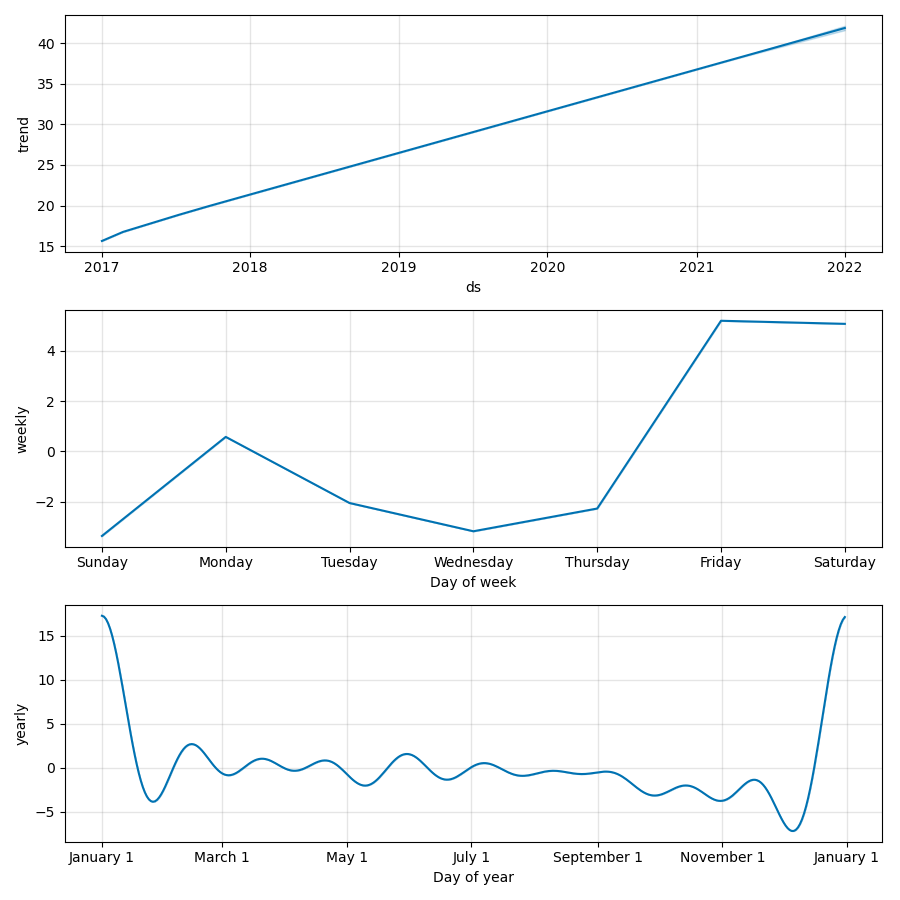 40
35
30
25
20
15
trend
2017 2018 2019 2020 2021 2022
ds
4
2
0
−2
weekly
Sunday Monday Tuesday Wednesday Thursday Friday Saturday
Day of week
15
10
5
0
−5
yearly
January 1 March 1 May 1 July 1 September 1 November 1 January 1
Day of year